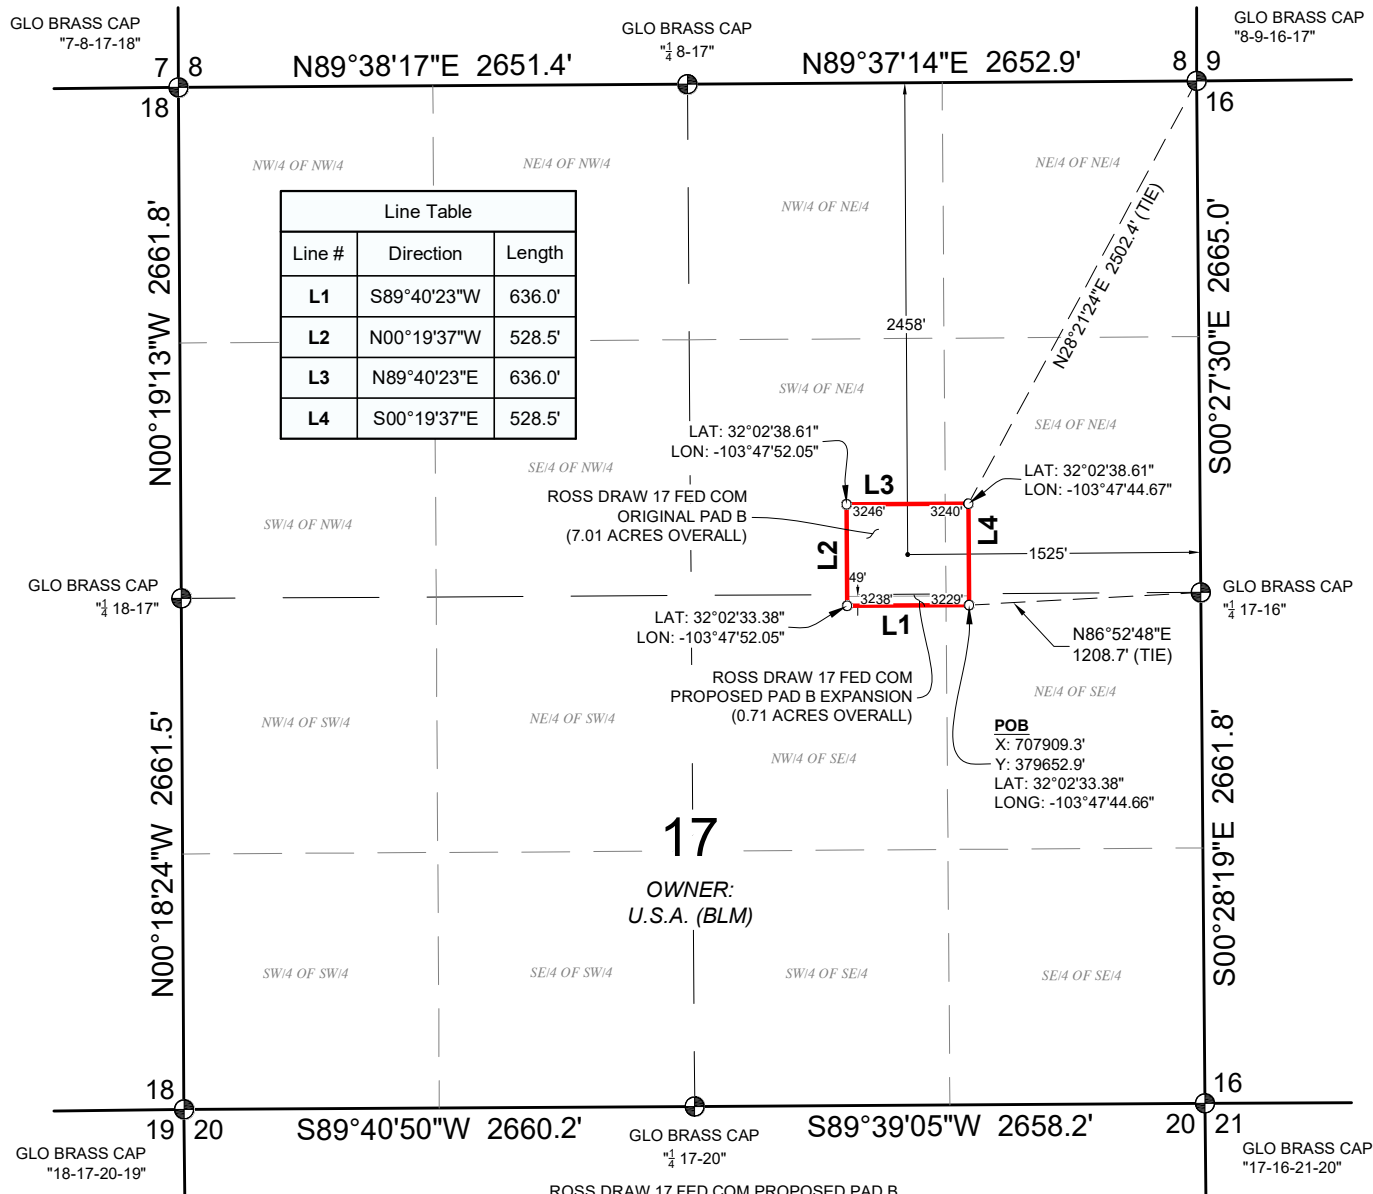 GLO BRASS CAP
"7-8-17-18"
GLO BRASS CAP
"1/4 8-17"
GLO BRASS CAP
"8-9-16-17"
7 8
18
N89°38'17"E 2651.4'
N89°37'14"E 2652.9'
8 9
16
NW/4 OF NW/4
NE/4 OF NW/4
NW/4 OF NE/4
NE/4 OF NE/4
Line Table
Line # Direction Length
L1 S89°40'23"W 636.0'
L2 N00°19'37"W 528.5'
L3 N89°40'23"E 636.0'
L4 S00°19'37"E 528.5'
N00°19'13"W 2661.8'
2458'
N28°21'24"E 2502.4' (TIE)
S00°27'30"E 2665.0'
SW/4 OF NE/4
SE/4 OF NE/4
LAT: 32°02'38.61"
LON: -103°47'52.05"
SE/4 OF NW/4
LAT: 32°02'38.61"
LON: -103°47'44.67"
L3
3246'
3240'
ROSS DRAW 17 FED COM
ORIGINAL PAD B
(7.01 ACRES OVERALL)
SW/4 OF NW/4
L2
L4
1525'
49'
3238'
3229'
GLO BRASS CAP
"1/4 18-17"
GLO BRASS CAP
"1/4 17-16"
LAT: 32°02'33.38"
LON: -103°47'52.05"
L1
N86°52'48"E
1208.7' (TIE)
ROSS DRAW 17 FED COM
PROPOSED PAD B EXPANSION
(0.71 ACRES OVERALL)
NE/4 OF SE/4
NW/4 OF SW/4
NE/4 OF SW/4
NW/4 OF SE/4
POB
X: 707909.3'
Y: 379652.9'
LAT: 32°02'33.38"
LONG: -103°47'44.66"
N00°18'24"W 2661.5'
S00°28'19"E 2661.8'
17
OWNER:
U.S.A. (BLM)
SW/4 OF SW/4
SE/4 OF SW/4
SW/4 OF SE/4
SE/4 OF SE/4
18
19 20
S89°40'50"W 2660.2'
S89°39'05"W 2658.2'
16
20 21
GLO BRASS CAP
"18-17-20-19"
GLO BRASS CAP
"1/4 17-20"
GLO BRASS CAP
"17-16-21-20"
ROSS DRAW 17 FED COM PROPOSED PAD B